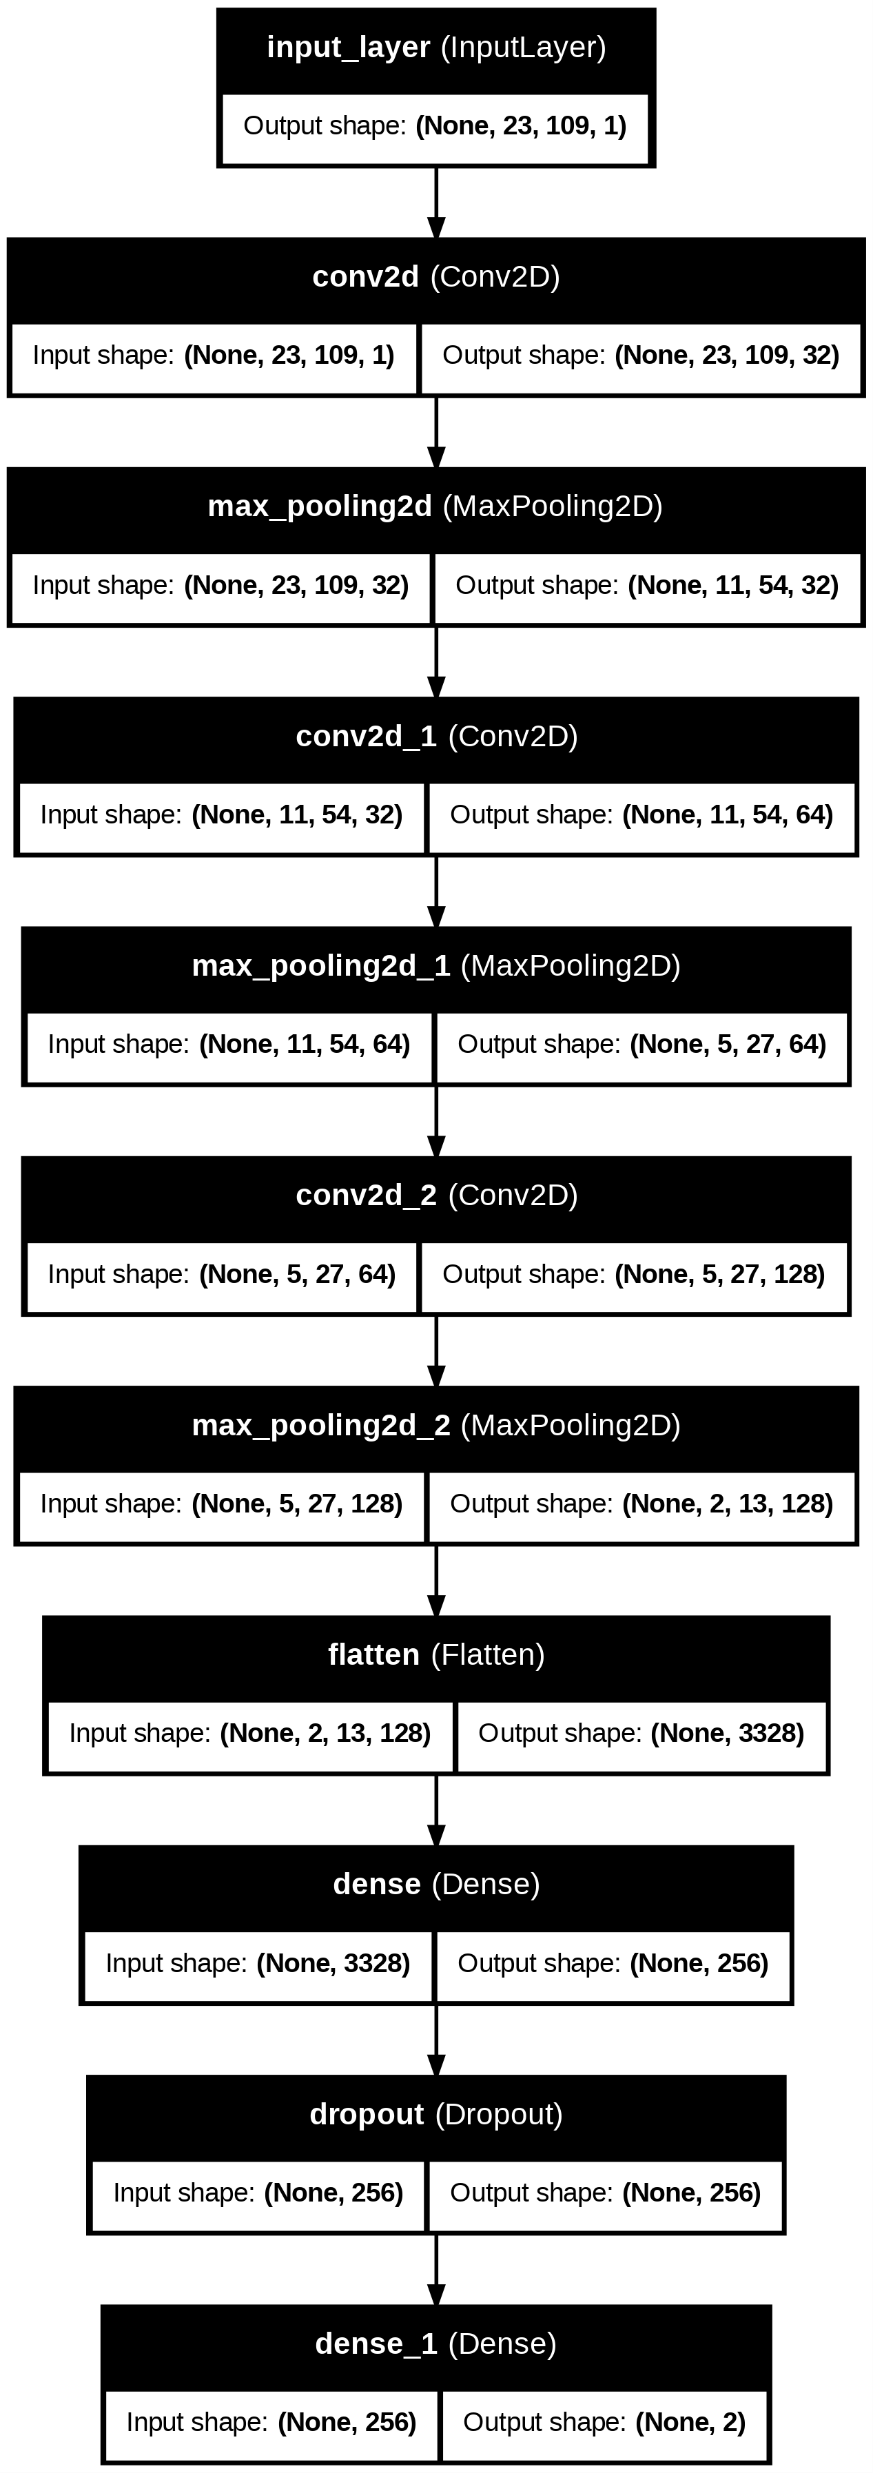 input_layer (InputLayer)
Output shape: (None, 23, 109, 1)
conv2d (Conv2D)
Input shape: (None, 23, 109, 1) Output shape: (None, 23, 109, 32)
max_pooling2d (MaxPooling2D)
Input shape: (None, 23, 109, 32) Output shape: (None, 11, 54, 32)
conv2d_1 (Conv2D)
Input shape: (None, 11, 54, 32) Output shape: (None, 11, 54, 64)
max_pooling2d_1 (MaxPooling2D)
Input shape: (None, 11, 54, 64) Output shape: (None, 5, 27, 64)
conv2d_2 (Conv2D)
Input shape: (None, 5, 27, 64) Output shape: (None, 5, 27, 128)
max_pooling2d_2 (MaxPooling2D)
Input shape: (None, 5, 27, 128) Output shape: (None, 2, 13, 128)
flatten (Flatten)
Input shape: (None, 2, 13, 128) Output shape: (None, 3328)
dense (Dense)
Input shape: (None, 3328) Output shape: (None, 256)
dropout (Dropout)
Input shape: (None, 256) Output shape: (None, 256)
dense_1 (Dense)
Input shape: (None, 256) Output shape: (None, 2)